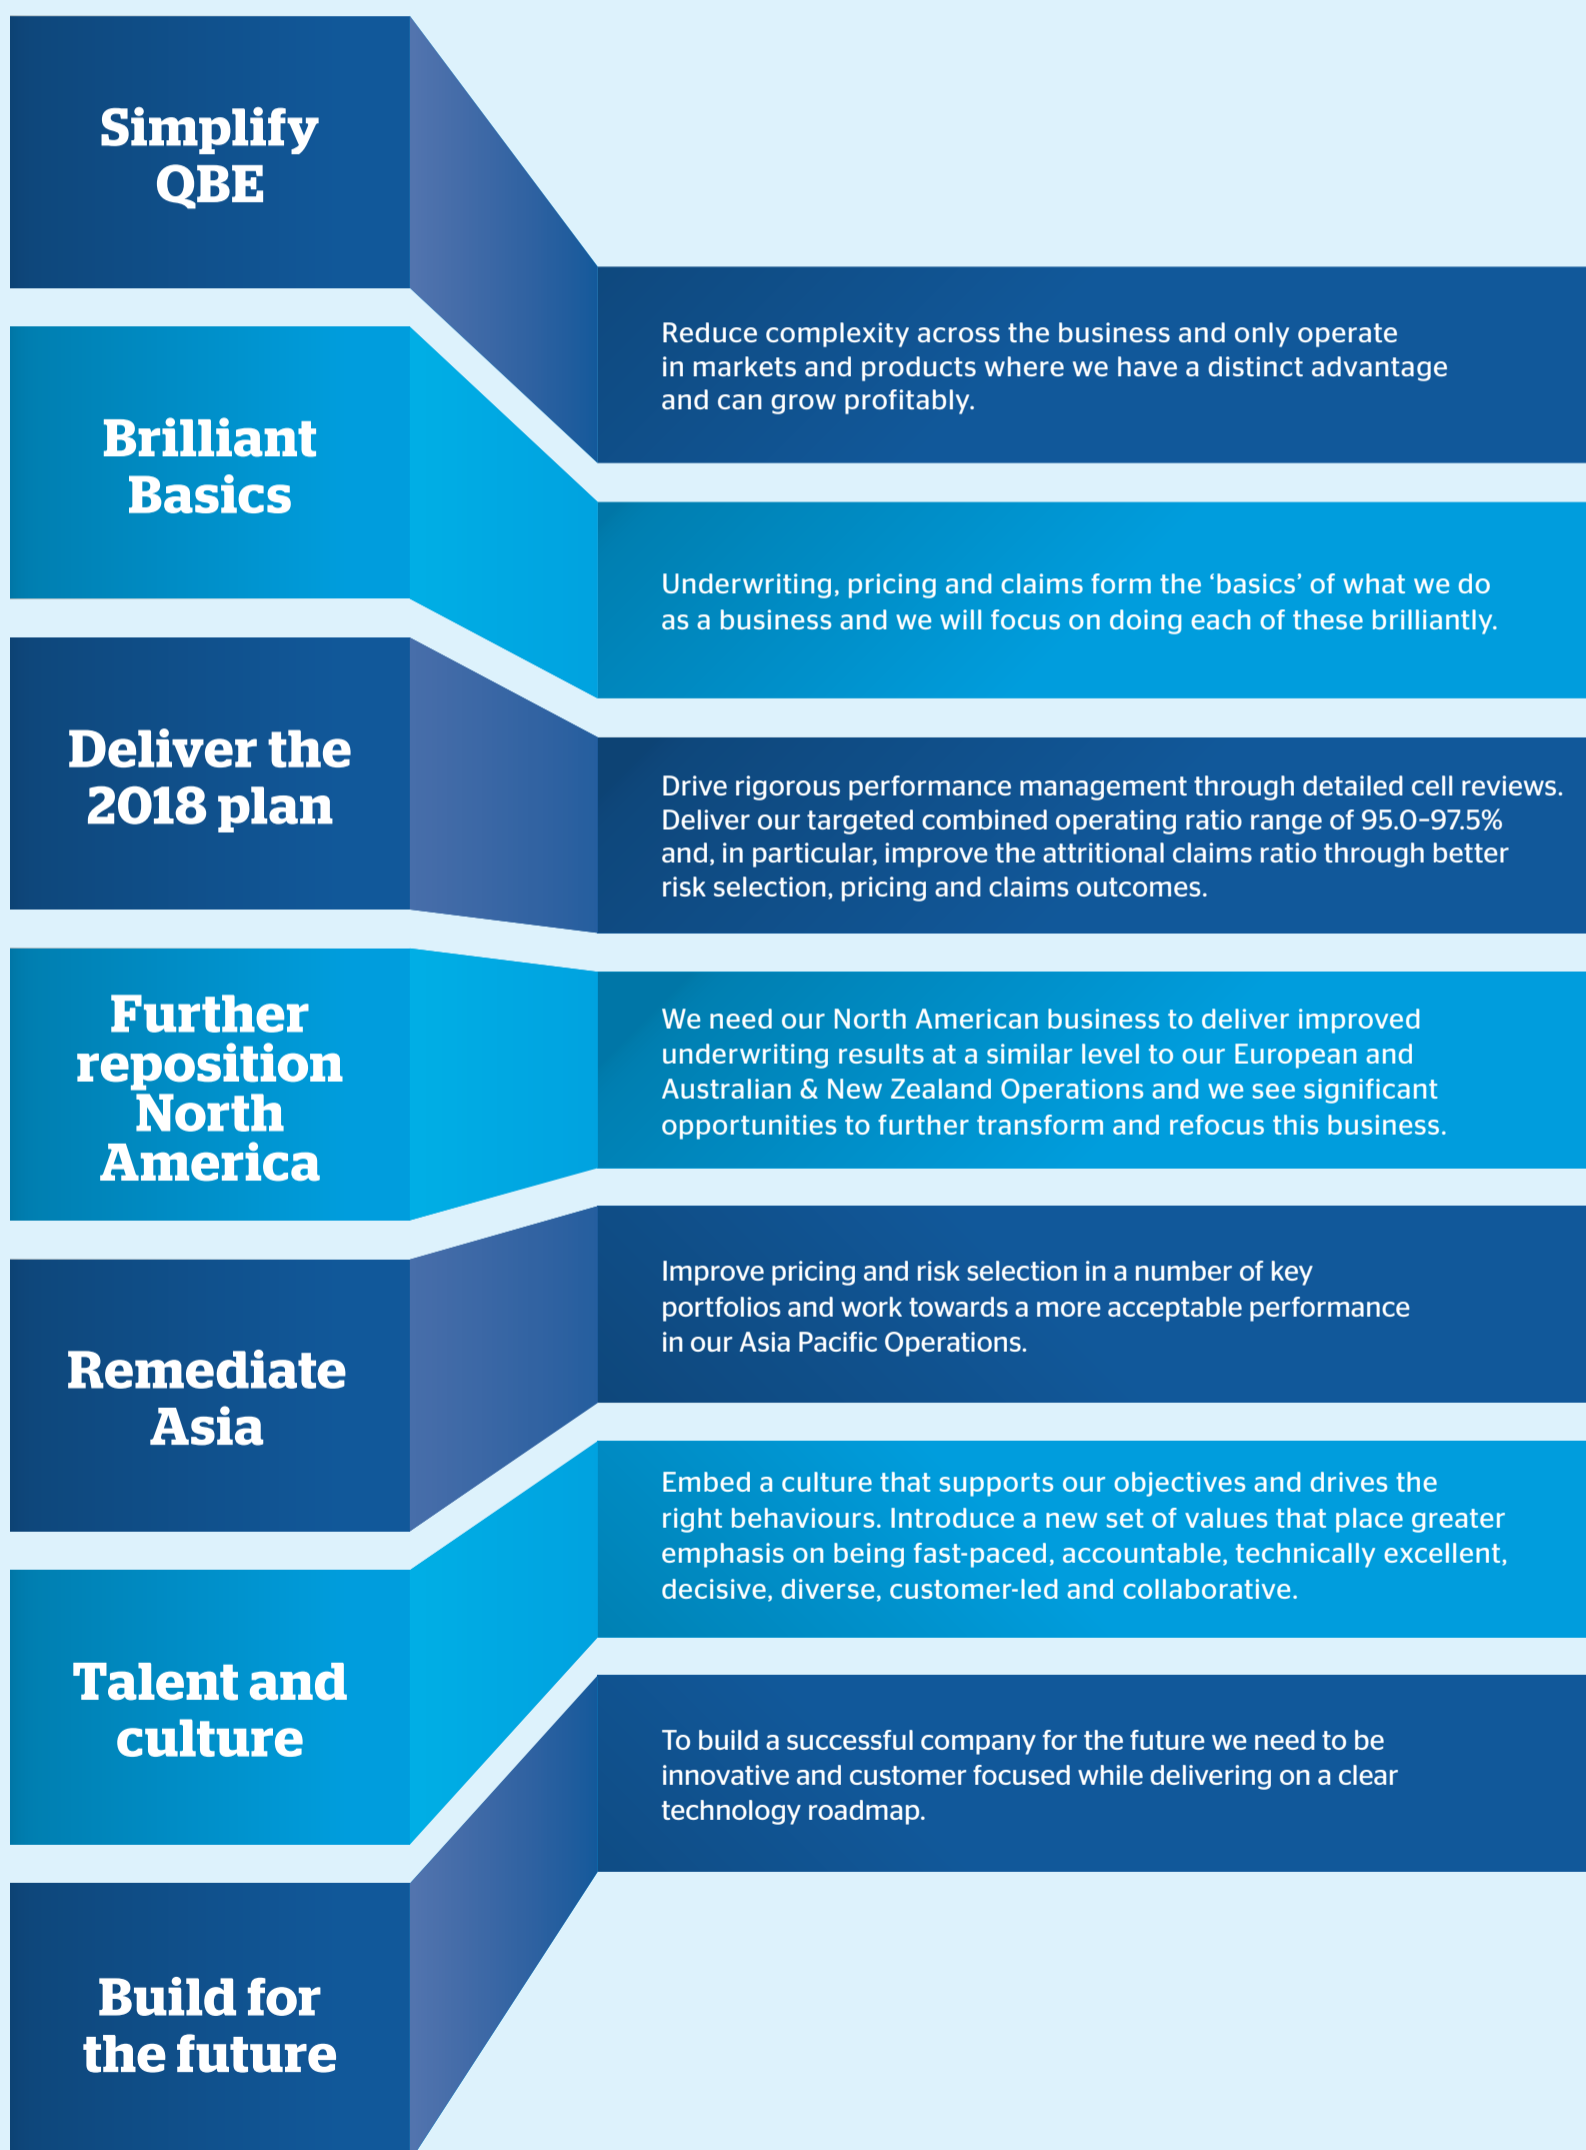 Simplify
QBE
Reduce complexity across the business and only operate
in markets and products where we have a distinct advantage
and can grow profitably.
Brilliant
Basics
Underwriting, pricing and claims form the ‘basics’ of what we do
as a business and we will focus on doing each of these brilliantly.
Deliver the
2018 plan
Drive rigorous performance management through detailed cell reviews.
Deliver our targeted combined operating ratio range of 95.0–97.5%
and, in particular, improve the attritional claims ratio through better
risk selection, pricing and claims outcomes.
Further
reposition
North
America
We need our North American business to deliver improved
underwriting results at a similar level to our European and
Australian & New Zealand Operations and we see significant
opportunities to further transform and refocus this business.
Remediate
Asia
Improve pricing and risk selection in a number of key
portfolios and work towards a more acceptable performance
in our Asia Pacific Operations.
Talent and
culture
Embed a culture that supports our objectives and drives the
right behaviours. Introduce a new set of values that place greater
emphasis on being fast-paced, accountable, technically excellent,
decisive, diverse, customer-led and collaborative.
Build for
the future
To build a successful company for the future we need to be
innovative and customer focused while delivering on a clear
technology roadmap.